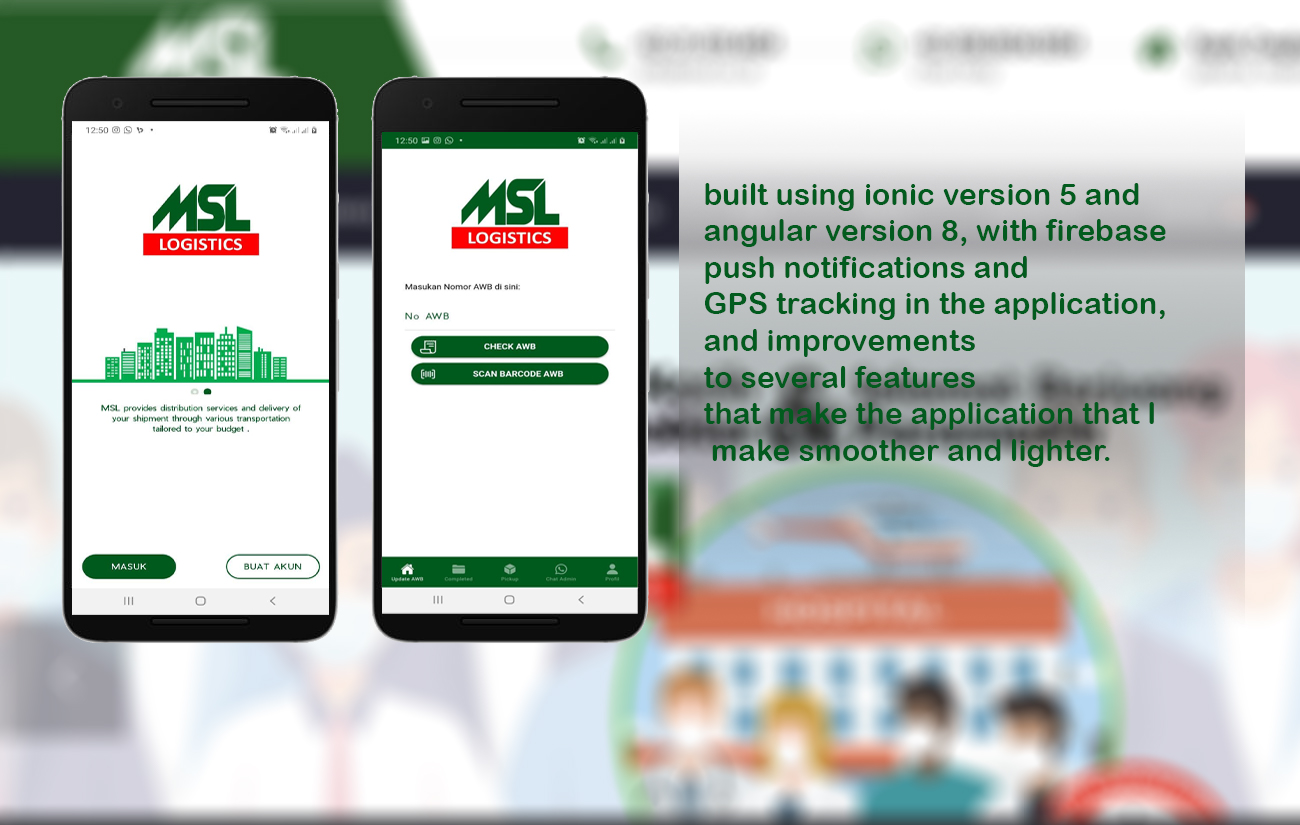 MSL
12:50
MSL
LOGISTICS
MSL provides distribution services and delivery of
your shipment through various transportation
tailored to your budget .
MASUK
BUAT AKUN
12:50
MSL
LOGISTICS
Masukan Nomor AWB di sini:
No AWB
CHECK AWB
SCAN BARCODE AWB
Update AWB
Completed
Pickup
Chat Admin
Profil
built using ionic version 5 and
angular version 8, with firebase
push notifications and
GPS tracking in the application,
and improvements
to several features
that make the application that I
make smoother and lighter.
HOSPITAL